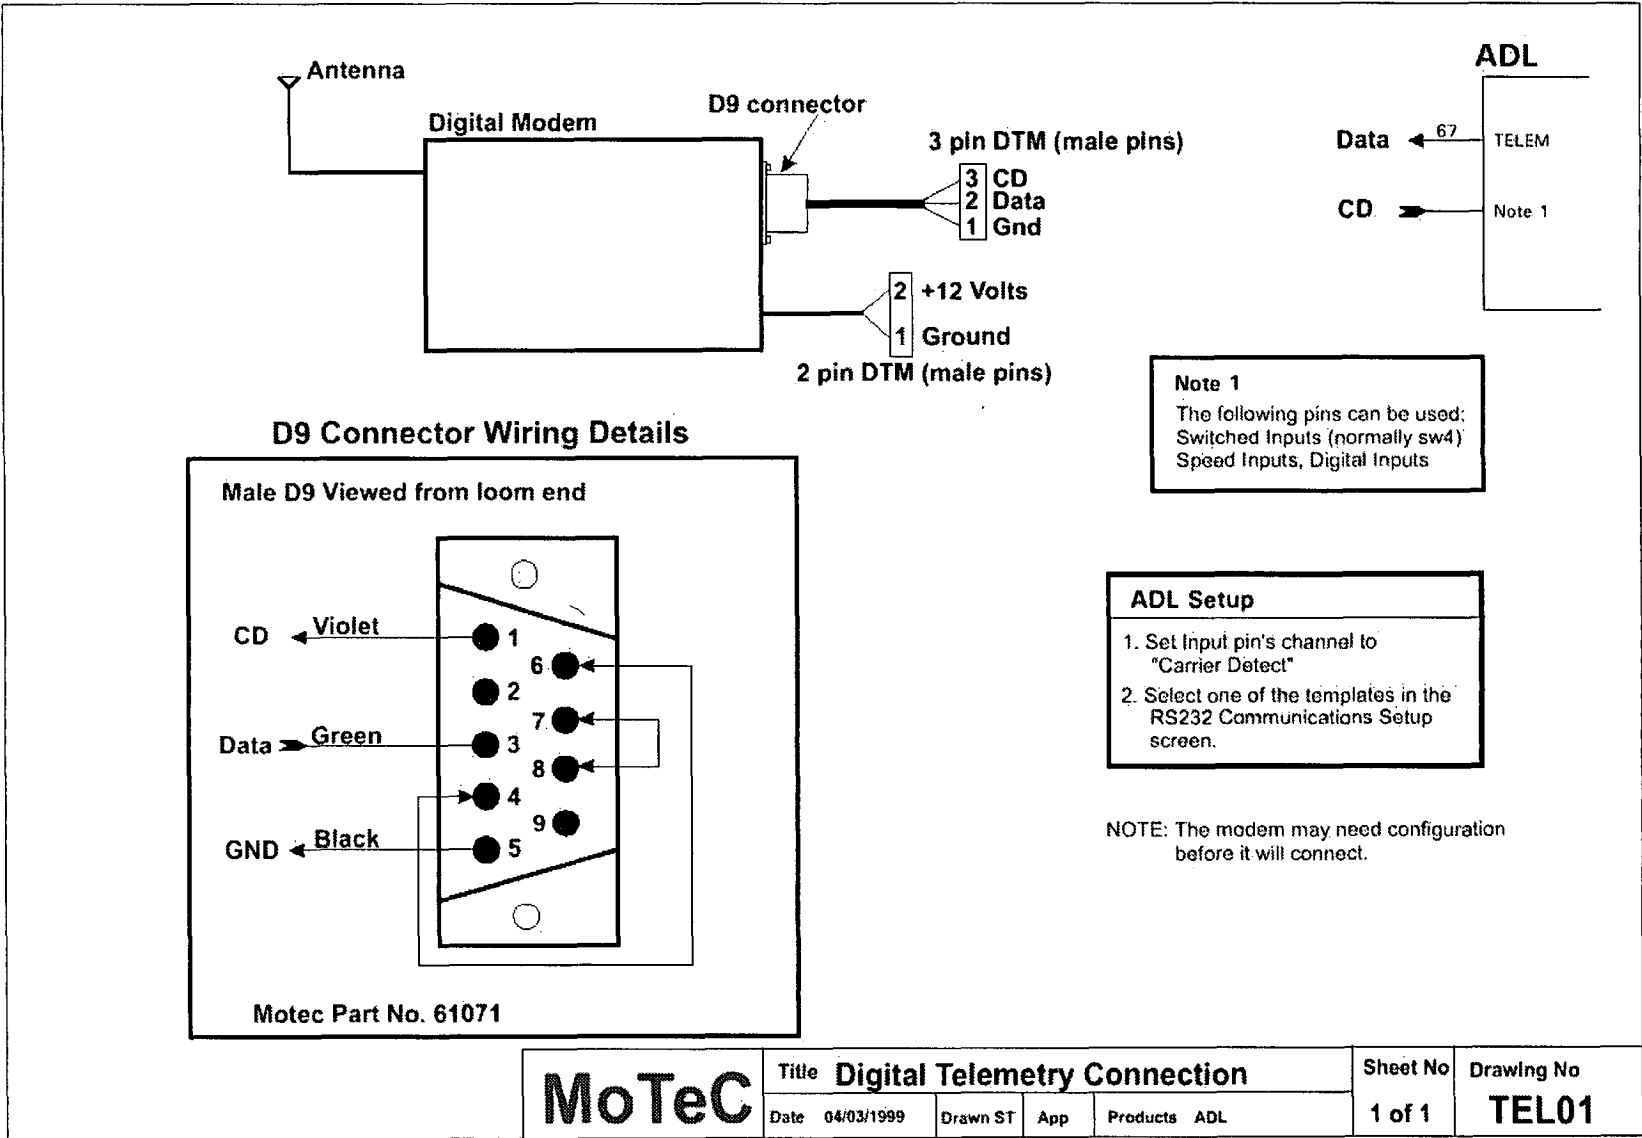 ADL
Antenna
D9 connector
Digital Modem
3 pin DTM (male pins)
3 CD
2 Data
1 Gnd
Data 67 TELEM
CD Note 1
2 +12 Volts
1 Ground
2 pin DTM (male pins)
Note 1
The following pins can be used:
Switched Inputs (normally sw4)
Speed Inputs, Digital Inputs
D9 Connector Wiring Details
Male D9 Viewed from loom end
CD Violet 1
6
2
7
Data Green 3
8
4
9
GND Black 5
Motec Part No. 61071
ADL Setup
1. Set Input pin's channel to
"Carrier Detect"
2. Select one of the templates in the
RS232 Communications Setup
screen.
NOTE: The modem may need configuration
before it will connect.
MoTeC
Title Digital Telemetry Connection
Date 04/03/1999 Drawn ST App Products ADL
Sheet No
1 of 1
Drawing No
TEL01